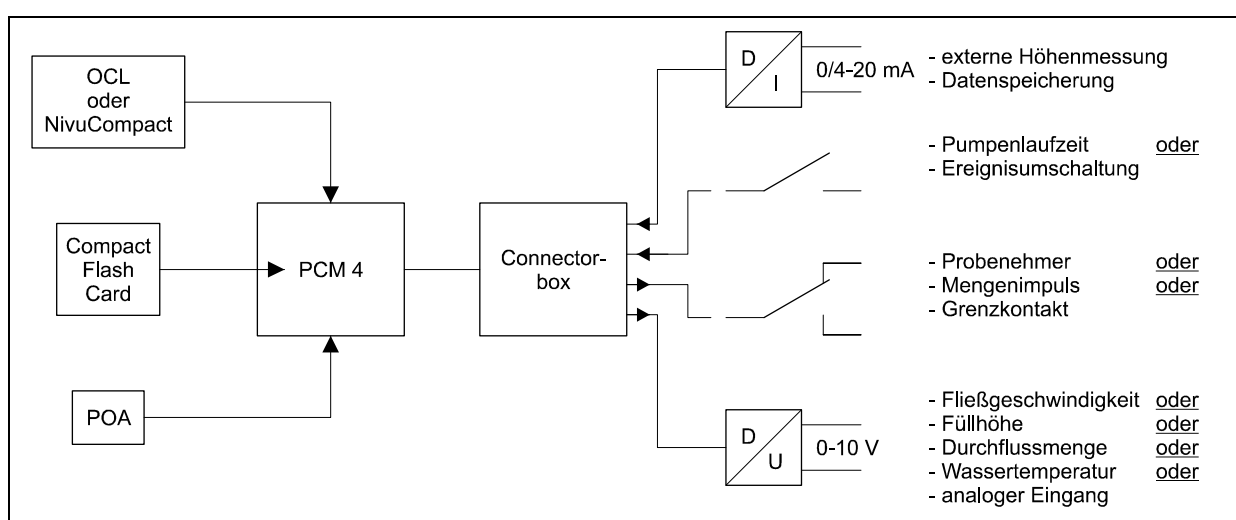 OCL
oder
NivuCompact
Compact
Flash
Card
POA
PCM 4
Connector-
box
D
I
0/4-20 mA
- externe Höhenmessung
- Datenspeicherung
- Pumpenlaufzeit oder
- Ereignisumschaltung
- Probenehmer oder
- Mengenimpuls oder
- Grenzkontakt
D
U
0-10 V
- Fließgeschwindigkeit oder
- Füllhöhe oder
- Durchflussmenge oder
- Wassertemperatur oder
- analoger Eingang